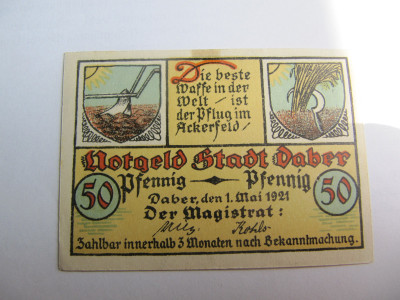 Die beste
Waffe in der
Welt / ist
der Pflug im
Ackerfeld /
Notgeld Stadt Daber
50 Pfennig Pfennig 50
Daber, den 1. Mai 1921
Der Magistrat:
Zahlbar innerhalb 3 Monaten nach Bekanntmachung.